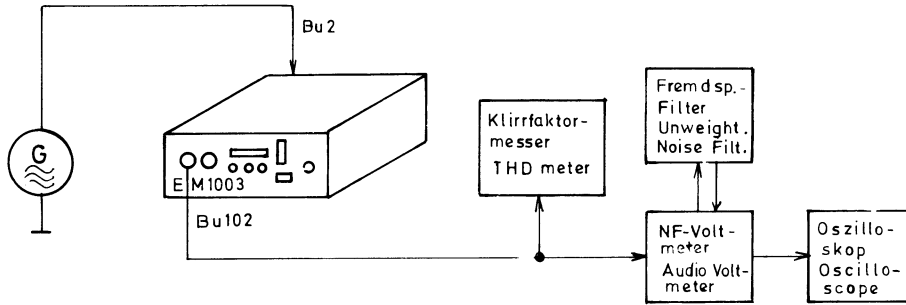 Bu2
G
EM1003
Bu102
Klirrfaktor-
messer
THD meter
Fremdsp.-
Filter
Unweight.
Noise Filt.
NF-Volt-
meter
Audio Volt-
meter
Oszillo-
skop
Oscillo-
scope